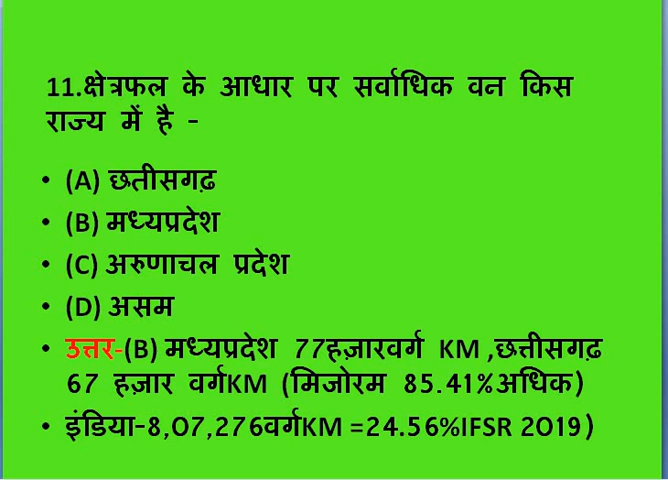 11.क्षेत्रफल के आधार पर सर्वाधिक वन किस
राज्य में है -
• (A) छतीसगढ़
• (B) मध्यप्रदेश
• (C) अरुणाचल प्रदेश
• (D) असम
• उत्तर-(B) मध्यप्रदेश 77हज़ारवर्ग KM ,छत्तीसगढ़
67 हज़ार वर्गKM (मिजोरम 85.41%अधिक)
• इंडिया-8,07,276वर्गKM =24.56%IFSR 2019)